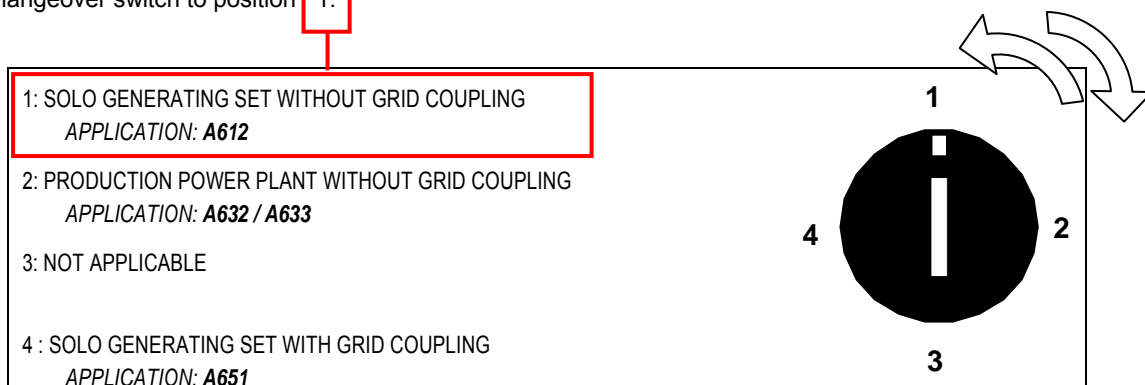 changeover switch to position 1.
1: SOLO GENERATING SET WITHOUT GRID COUPLING
APPLICATION: A612
2: PRODUCTION POWER PLANT WITHOUT GRID COUPLING
APPLICATION: A632 / A633
3: NOT APPLICABLE
4 : SOLO GENERATING SET WITH GRID COUPLING
APPLICATION: A651
1
4
2
3